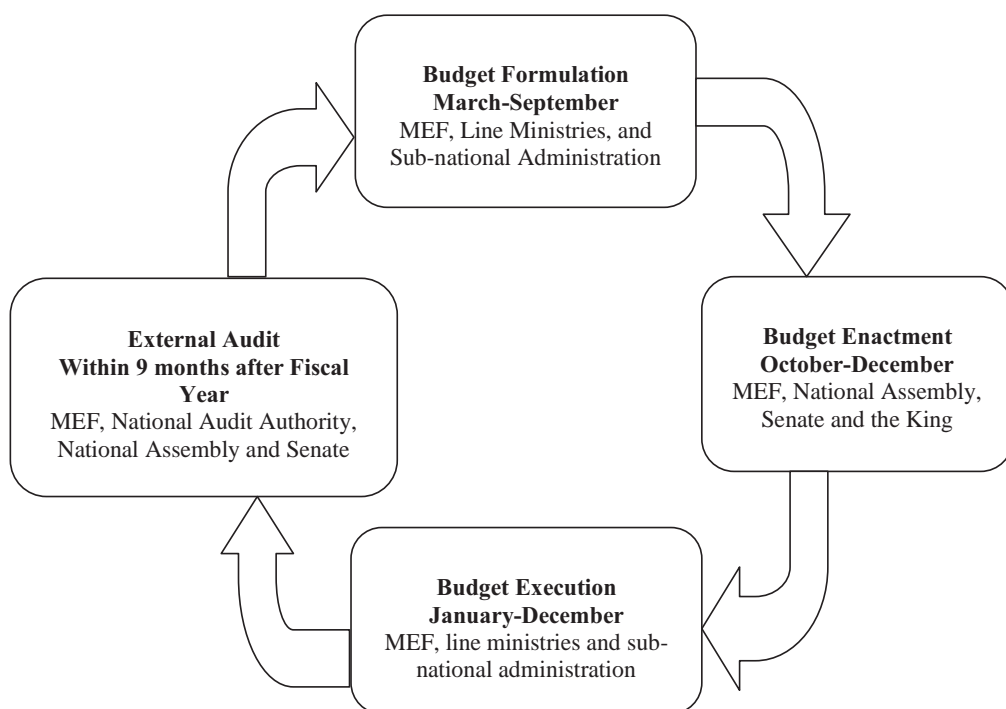 Budget Formulation
March-September
MEF, Line Ministries, and
Sub-national Administration
Budget Enactment
October-December
MEF, National Assembly,
Senate and the King
Budget Execution
January-December
MEF, line ministries and sub-
national administration
External Audit
Within 9 months after Fiscal
Year
MEF, National Audit Authority,
National Assembly and Senate